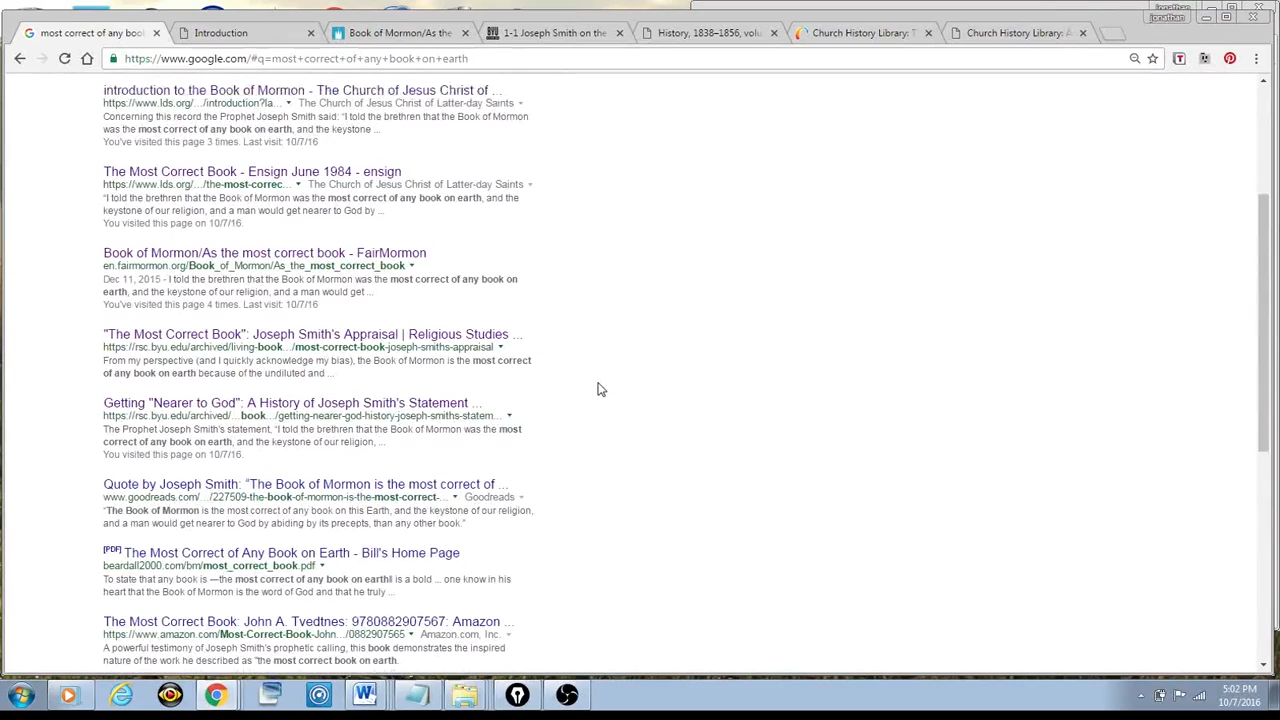 jonathan
jonathan
most correct of any book
Introduction
Book of Mormon/As the
1-1 Joseph Smith on the
History, 1838–1856, volu
Church History Library: T
Church History Library: A
https://www.google.com/#q=most+correct+of+any+book+on+earth
introduction to the Book of Mormon - The Church of Jesus Christ of ...
https://www.lds.org/.../introduction?la... The Church of Jesus Christ of Latter-day Saints
Concerning this record the Prophet Joseph Smith said: “I told the brethren that the Book of Mormon
was the most correct of any book on earth, and the keystone ...
You've visited this page 3 times. Last visit: 10/7/16
The Most Correct Book - Ensign June 1984 - ensign
https://www.lds.org/.../the-most-correc... The Church of Jesus Christ of Latter-day Saints
“I told the brethren that the Book of Mormon was the most correct of any book on earth, and the
keystone of our religion, and a man would get nearer to God by ...
You visited this page on 10/7/16.
Book of Mormon/As the most correct book - FairMormon
en.fairmormon.org/Book_of_Mormon/As_the_most_correct_book
Dec 11, 2015 - I told the brethren that the Book of Mormon was the most correct of any book on
earth, and the keystone of our religion, and a man would get ...
You've visited this page 4 times. Last visit: 10/7/16
"The Most Correct Book": Joseph Smith's Appraisal | Religious Studies ...
https://rsc.byu.edu/archived/living-book.../most-correct-book-joseph-smiths-appraisal
From my perspective (and I quickly acknowledge my bias), the Book of Mormon is the most correct
of any book on earth because of the undiluted and ...
Getting "Nearer to God": A History of Joseph Smith's Statement ...
https://rsc.byu.edu/archived/...book.../getting-nearer-god-history-joseph-smiths-statem...
The Prophet Joseph Smith's statement, “I told the brethren that the Book of Mormon was the most
correct of any book on earth, and the keystone of our religion, ...
You visited this page on 10/7/16.
Quote by Joseph Smith: “The Book of Mormon is the most correct of ...
www.goodreads.com/.../227509-the-book-of-mormon-is-the-most-correct-... Goodreads
“The Book of Mormon is the most correct of any book on this Earth, and the keystone of our religion,
and a man would get nearer to God by abiding by its precepts, than any other book.”
[PDF] The Most Correct of Any Book on Earth - Bill's Home Page
beardall2000.com/bm/most_correct_book.pdf
To state that any book is ―the most correct of any book on earth‖ is a bold ... one know in his
heart that the Book of Mormon is the word of God and that he truly ...
The Most Correct Book: John A. Tvedtnes: 9780882907567: Amazon ...
https://www.amazon.com/Most-Correct-Book-John.../0882907565 Amazon.com, Inc.
A powerful testimony of Joseph Smith's prophetic calling, this book demonstrates the inspired
nature of the work he described as "the most correct book on earth.
5:02 PM
10/7/2016